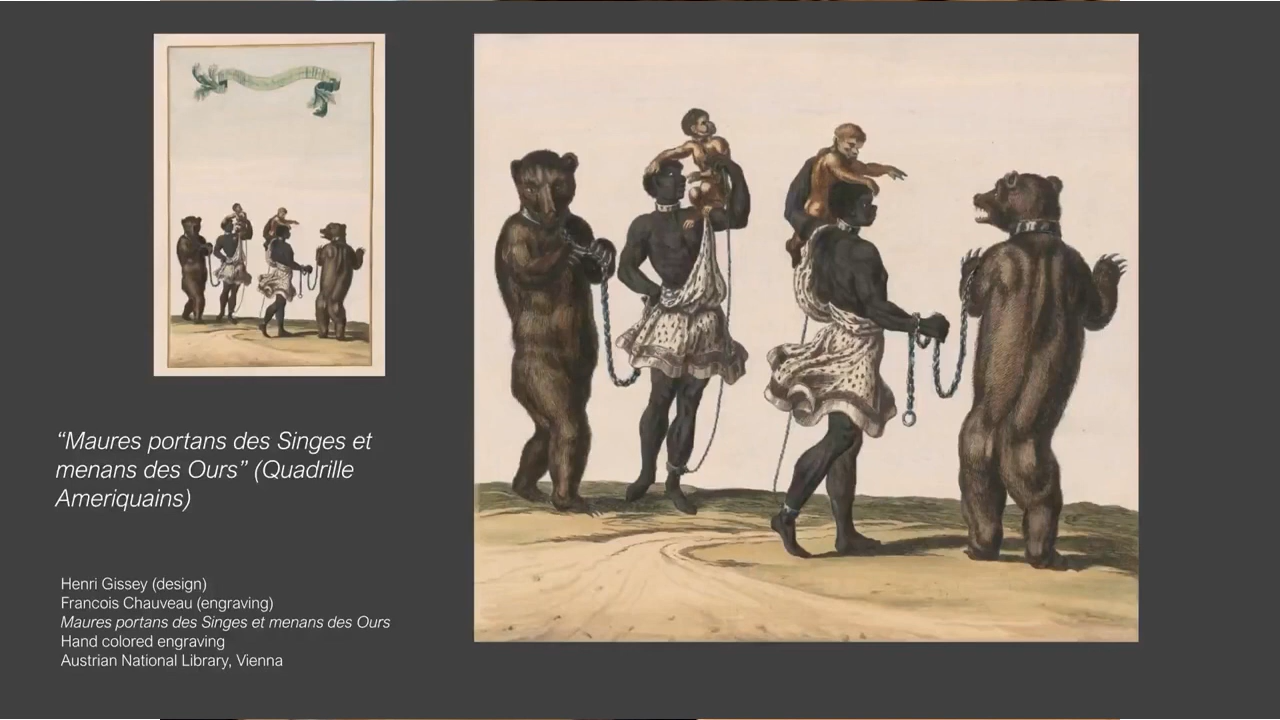 “Maures portans des Singes et
menans des Ours” (Quadrille
Ameriquains)
Henri Gissey (design)
Francois Chauveau (engraving)
Maures portans des Singes et menans des Ours
Hand colored engraving
Austrian National Library, Vienna